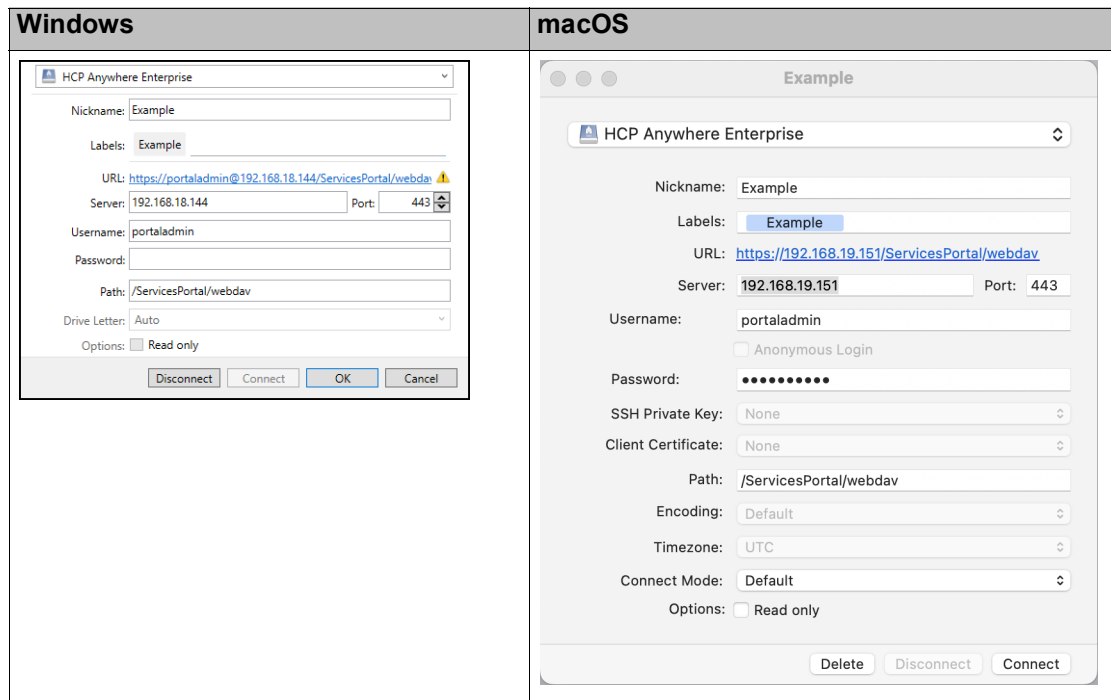 Windows
HCP Anywhere Enterprise
Nickname: Example
Labels: Example
URL: https://portaladmin@192.168.18.144/ServicesPortal/webdav
Server: 192.168.18.144 Port: 443
Username: portaladmin
Password:
Path: /ServicesPortal/webdav
Drive Letter: Auto
Options: Read only
Disconnect Connect OK Cancel
macOS
Example
HCP Anywhere Enterprise
Nickname: Example
Labels: Example
URL: https://192.168.19.151/ServicesPortal/webdav
Server: 192.168.19.151 Port: 443
Username: portaladmin
Anonymous Login
Password: ●●●●●●●●●●
SSH Private Key: None
Client Certificate: None
Path: /ServicesPortal/webdav
Encoding: Default
Timezone: UTC
Connect Mode: Default
Options: Read only
Delete Disconnect Connect